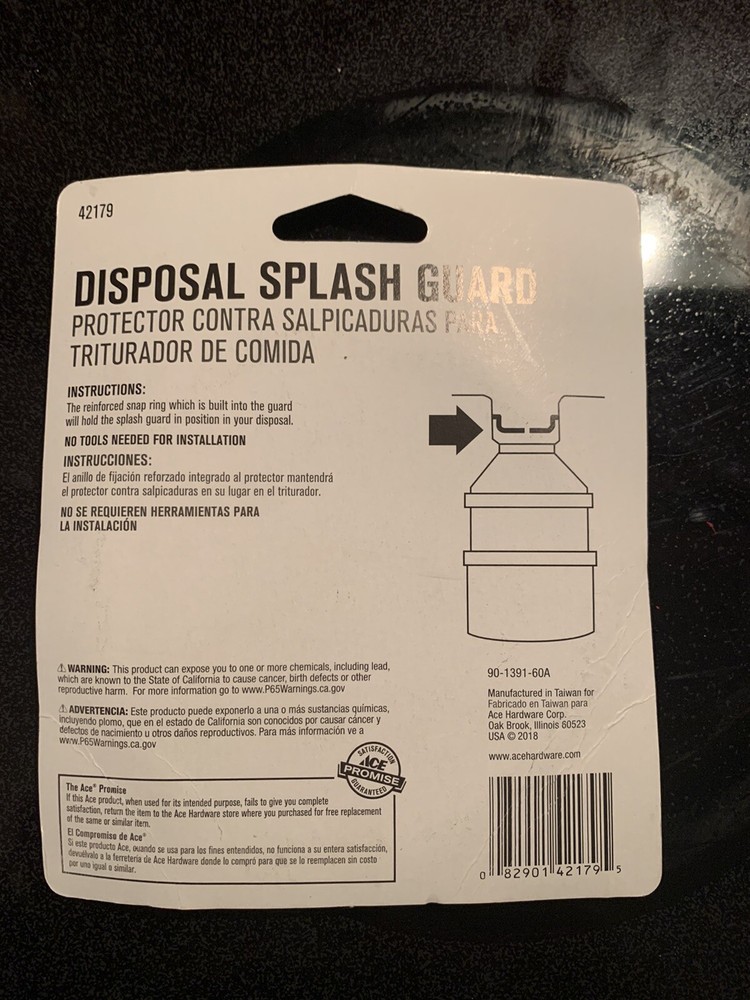 42179
DISPOSAL SPLASH GUARD
PROTECTOR CONTRA SALPICADURAS PARA
TRITURADOR DE COMIDA
INSTRUCTIONS:
The reinforced snap ring which is built into the guard
will hold the splash guard in position in your disposal.
NO TOOLS NEEDED FOR INSTALLATION
INSTRUCCIONES:
El anillo de fijación reforzado integrado al protector mantendrá
el protector contra salpicaduras en su lugar en el triturador.
NO SE REQUIEREN HERRAMIENTAS PARA
LA INSTALACIÓN
⚠ WARNING: This product can expose you to one or more chemicals, including lead,
which are known to the State of California to cause cancer, birth defects or other
reproductive harm. For more information go to www.P65Warnings.ca.gov
⚠ ADVERTENCIA: Este producto puede exponerlo a una o más sustancias químicas,
incluyendo plomo, que en el estado de California son conocidos por causar cáncer y
defectos de nacimiento u otros daños reproductivos. Para más información ve a
www.P65Warnings.ca.gov
SATISFACTION
ACE
PROMISE
GUARANTEED
The Ace® Promise
If this Ace product, when used for its intended purpose, fails to give you complete
satisfaction, return the item to the Ace Hardware store where you purchased for free replacement
of the same or similar item.
El Compromiso de Ace®
Si este producto Ace, cuando se usa para los fines entendidos, no funciona a su entera satisfacción,
devuélvalo a la ferretería de Ace Hardware donde lo compró para que se lo reemplacen sin costo
por uno igual o similar.
90-1391-60A
Manufactured in Taiwan for
Fabricado en Taiwan para
Ace Hardware Corp.
Oak Brook, Illinois 60523
USA © 2018
www.acehardware.com
0 82901 42179 5